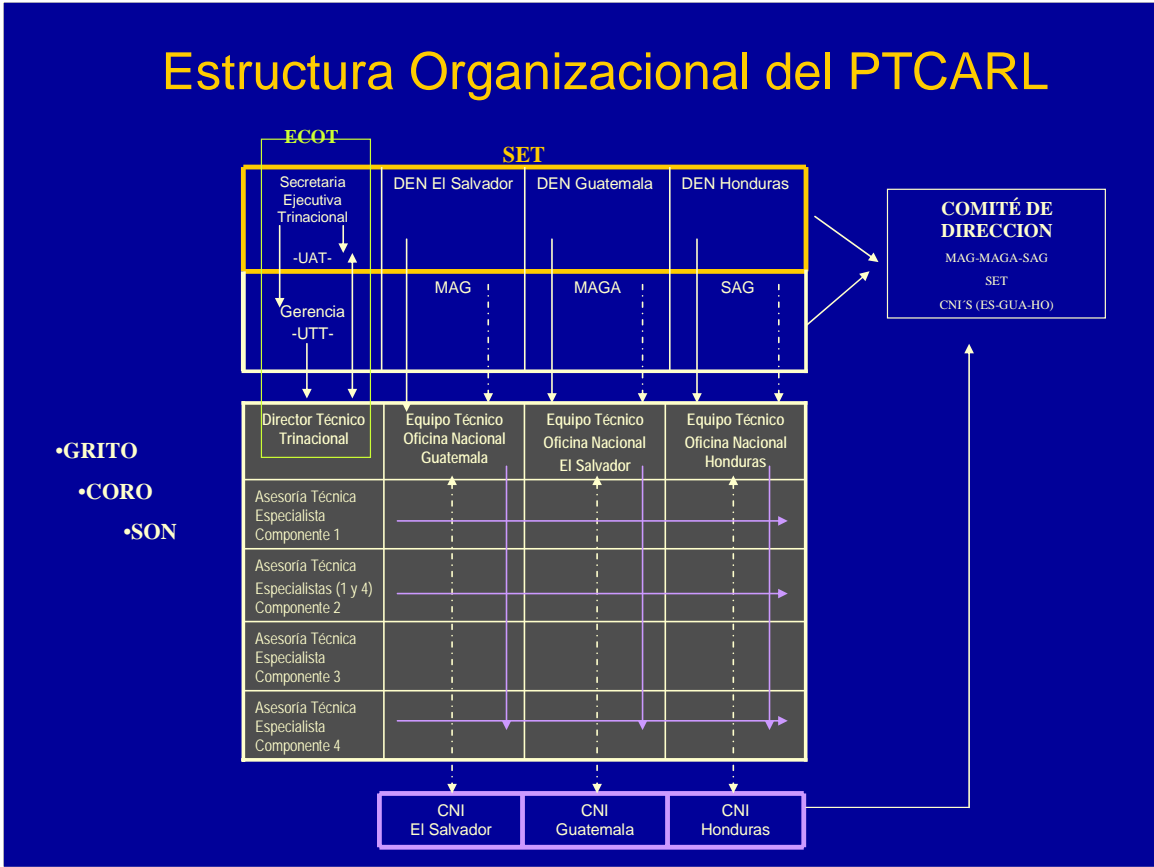 Estructura Organizacional del PTCARL
ECOT
SET
Secretaria
Ejecutiva
Trinacional
-UAT-
DEN El Salvador
DEN Guatemala
DEN Honduras
COMITÉ DE
DIRECCION
MAG-MAGA-SAG
SET
CNI´S (ES-GUA-HO)
Gerencia
-UTT-
MAG
MAGA
SAG
•GRITO
•CORO
•SON
Director Técnico
Trinacional
Equipo Técnico
Oficina Nacional
Guatemala
Equipo Técnico
Oficina Nacional
El Salvador
Equipo Técnico
Oficina Nacional
Honduras
Asesoría Técnica
Especialista
Componente 1
Asesoría Técnica
Especialistas (1 y 4)
Componente 2
Asesoría Técnica
Especialista
Componente 3
Asesoría Técnica
Especialista
Componente 4
CNI
El Salvador
CNI
Guatemala
CNI
Honduras